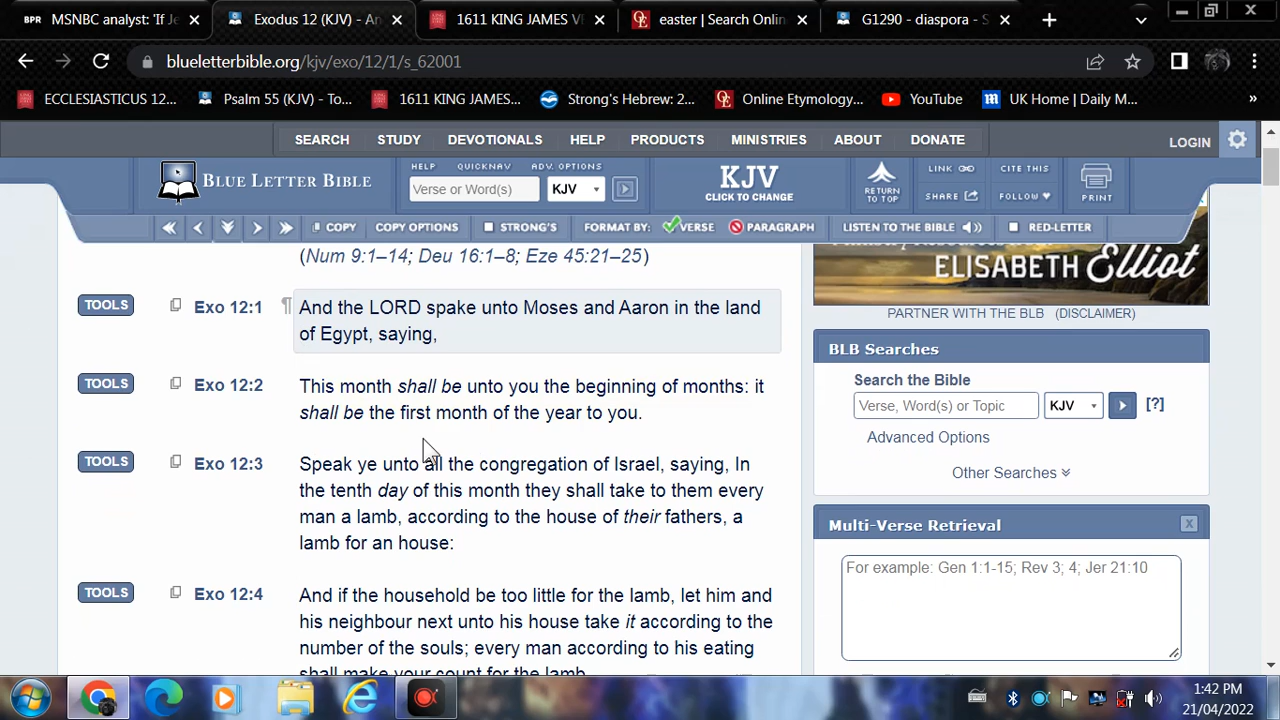 BPR MSNBC analyst: 'If Je
Exodus 12 (KJV) - An
1611 KING JAMES VE
easter | Search Onlin
G1290 - diaspora - S
blueletterbible.org/kjv/exo/12/1/s_62001
ECCLESIASTICUS 12...
Psalm 55 (KJV) - To...
1611 KING JAMES...
Strong's Hebrew: 2...
Online Etymology...
YouTube
UK Home | Daily M...
SEARCH STUDY DEVOTIONALS HELP PRODUCTS MINISTRIES ABOUT DONATE LOGIN
BLUE LETTER BIBLE
HELP QUICKNAV ADV. OPTIONS
Verse or Word(s) KJV
KJV
CLICK TO CHANGE
RETURN
TO TOP
LINK CITE THIS
SHARE FOLLOW
PRINT
COPY COPY OPTIONS STRONG'S FORMAT BY: VERSE PARAGRAPH LISTEN TO THE BIBLE RED-LETTER
(Num 9:1–14; Deu 16:1–8; Eze 45:21–25)
TOOLS Exo 12:1 ¶ And the LORD spake unto Moses and Aaron in the land
of Egypt, saying,
TOOLS Exo 12:2 This month shall be unto you the beginning of months: it
shall be the first month of the year to you.
TOOLS Exo 12:3 Speak ye unto all the congregation of Israel, saying, In
the tenth day of this month they shall take to them every
man a lamb, according to the house of their fathers, a
lamb for an house:
TOOLS Exo 12:4 And if the household be too little for the lamb, let him and
his neighbour next unto his house take it according to the
number of the souls; every man according to his eating
shall make your count for the lamb.
ELISABETH Elliot
PARTNER WITH THE BLB (DISCLAIMER)
BLB Searches
Search the Bible
Verse, Word(s) or Topic KJV [?]
Advanced Options
Other Searches
Multi-Verse Retrieval X
For example: Gen 1:1-15; Rev 3; 4; Jer 21:10
1:42 PM
21/04/2022